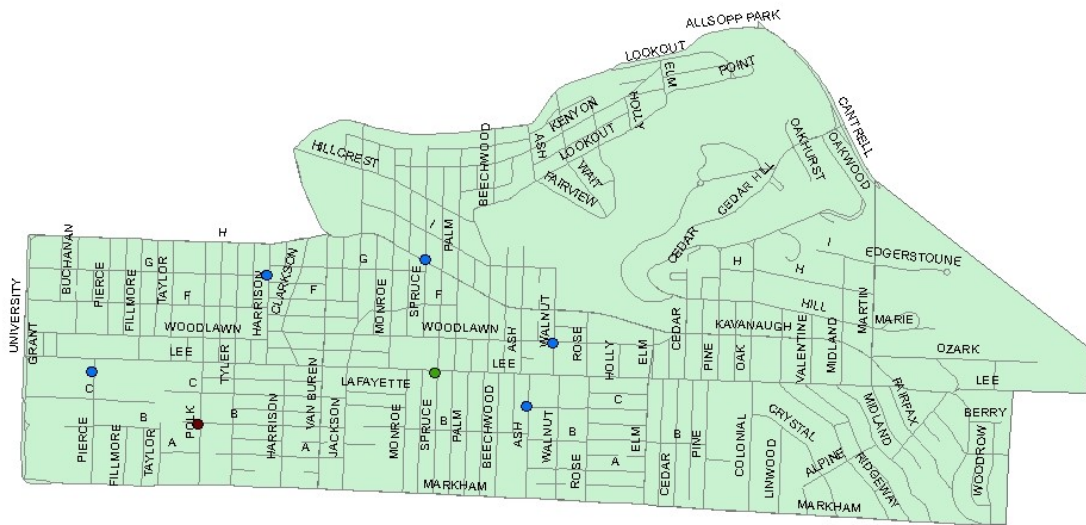 ALLSOPP PARK
LOOKOUT
ELM
POINT
CANTRELL
KENYON
HOLLY
LOOKOUT
ASH
BEECHWOOD
HILLCREST
WAIT
FAIRVIEW
OAKHURST
OAKWOOD
CEDAR HILL
CEDAR
I
PALM
H
I
EDGERSTOUNE
BUCHANAN
PIERCE
G
FILLMORE
TAYLOR
F
HARRISON
CLARKSON
F
G
MONROE
SPRUCE
F
H
H
HILL
MARTIN
MARIE
UNIVERSITY
GRANT
WOODLAWN
WOODLAWN
ASH
WALNUT
ROSE
HOLLY
ELM
CEDAR
PINE
OAK
KAVANAUGH
VALENTINE
MIDLAND
OZARK
LEE
TYLER
LEE
LEE
C
C
LAFAYETTE
VAN BUREN
C
FAIRFAX
BERRY
PIERCE
FILLMORE
B
TAYLOR
A
POLK
B
HARRISON
A
JACKSON
MONROE
SPRUCE
B
PALM
BEECHWOOD
ASH
WALNUT
B
ROSE
A
ELM
CEDAR
B
PINE
COLONIAL
LINWOOD
CRYSTAL
ALPINE
MIDLAND
RIDGEWAY
WOODROW
MARKHAM
MARKHAM